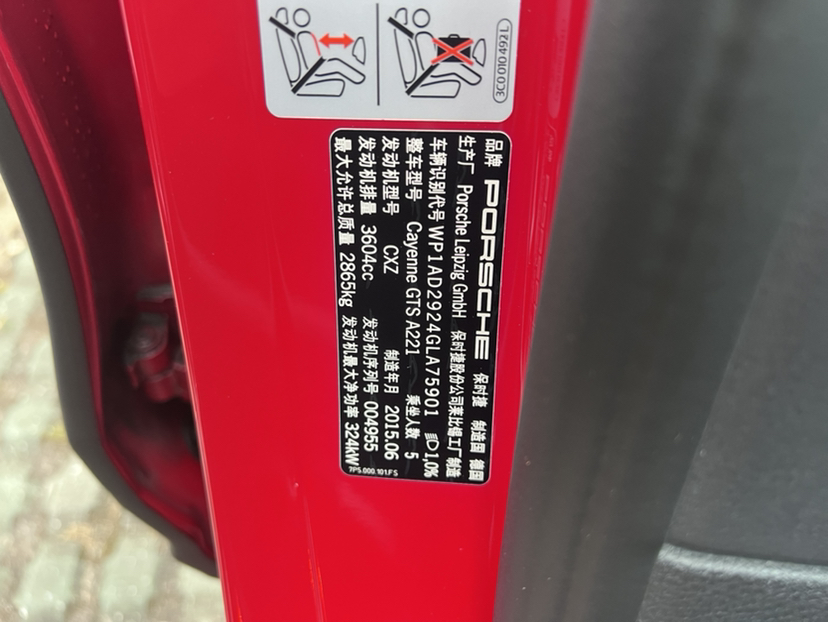 3C0 010 492 L
品牌 PORSCHE 保时捷 制造国 德国
生产厂 Porsche Leipzig GmbH 保时捷股份公司莱比锡工厂制造
车辆识别代号 WP1AD2924GLA75901 1,0%
整车型号 Cayenne GTS A221 乘坐人数 5
发动机型号 CXZ 制造年月 2015.06
发动机排量 3604cc 发动机序列号 004955
最大允许总质量 2865kg 发动机最大净功率 324kW
7P5.000.101.F S